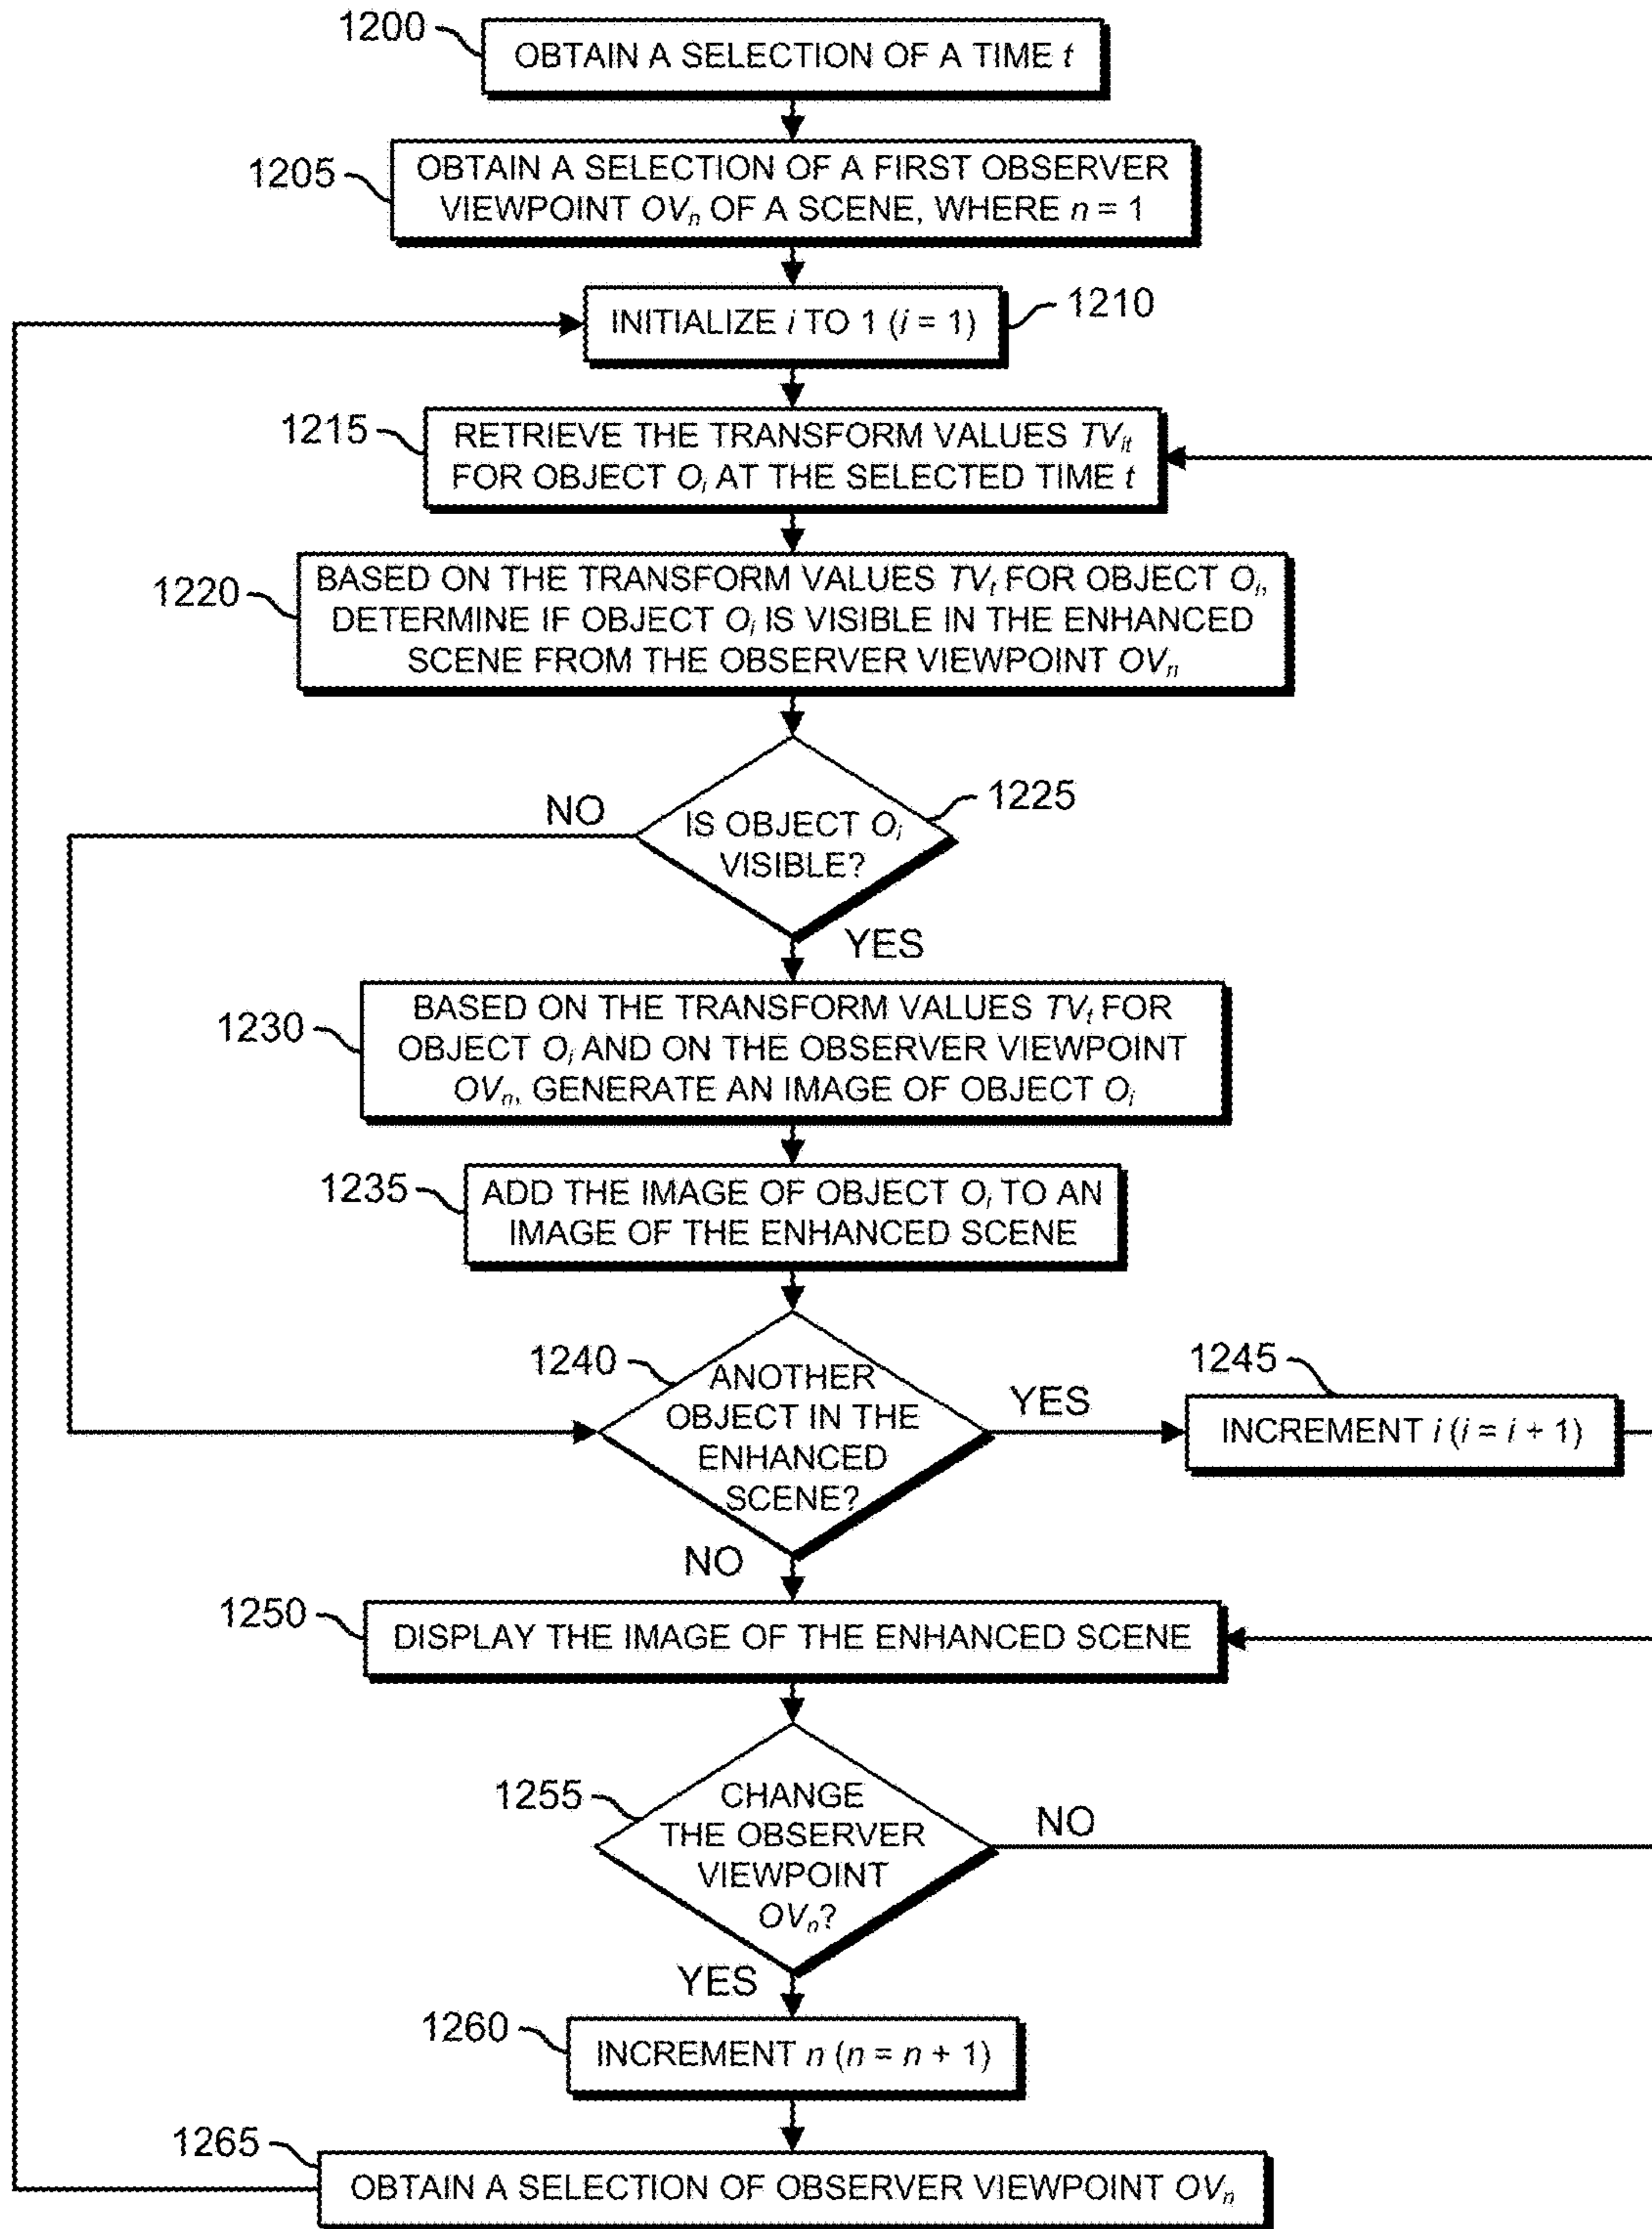 1200
OBTAIN A SELECTION OF A TIME t
1205
OBTAIN A SELECTION OF A FIRST OBSERVER
VIEWPOINT OVn OF A SCENE, WHERE n = 1
INITIALIZE i TO 1 (i = 1)
1210
1215
RETRIEVE THE TRANSFORM VALUES TVit
FOR OBJECT Oi AT THE SELECTED TIME t
1220
BASED ON THE TRANSFORM VALUES TVt FOR OBJECT Oi,
DETERMINE IF OBJECT Oi IS VISIBLE IN THE ENHANCED
SCENE FROM THE OBSERVER VIEWPOINT OVn
NO
1225
IS OBJECT Oi
VISIBLE?
YES
1230
BASED ON THE TRANSFORM VALUES TVt FOR
OBJECT Oi AND ON THE OBSERVER VIEWPOINT
OVn, GENERATE AN IMAGE OF OBJECT Oi
1235
ADD THE IMAGE OF OBJECT Oi TO AN
IMAGE OF THE ENHANCED SCENE
1240
ANOTHER
OBJECT IN THE
ENHANCED
SCENE?
YES
1245
INCREMENT i (i = i + 1)
NO
1250
DISPLAY THE IMAGE OF THE ENHANCED SCENE
1255
CHANGE
THE OBSERVER
VIEWPOINT
OVn?
NO
YES
1260
INCREMENT n (n = n + 1)
1265
OBTAIN A SELECTION OF OBSERVER VIEWPOINT OVn